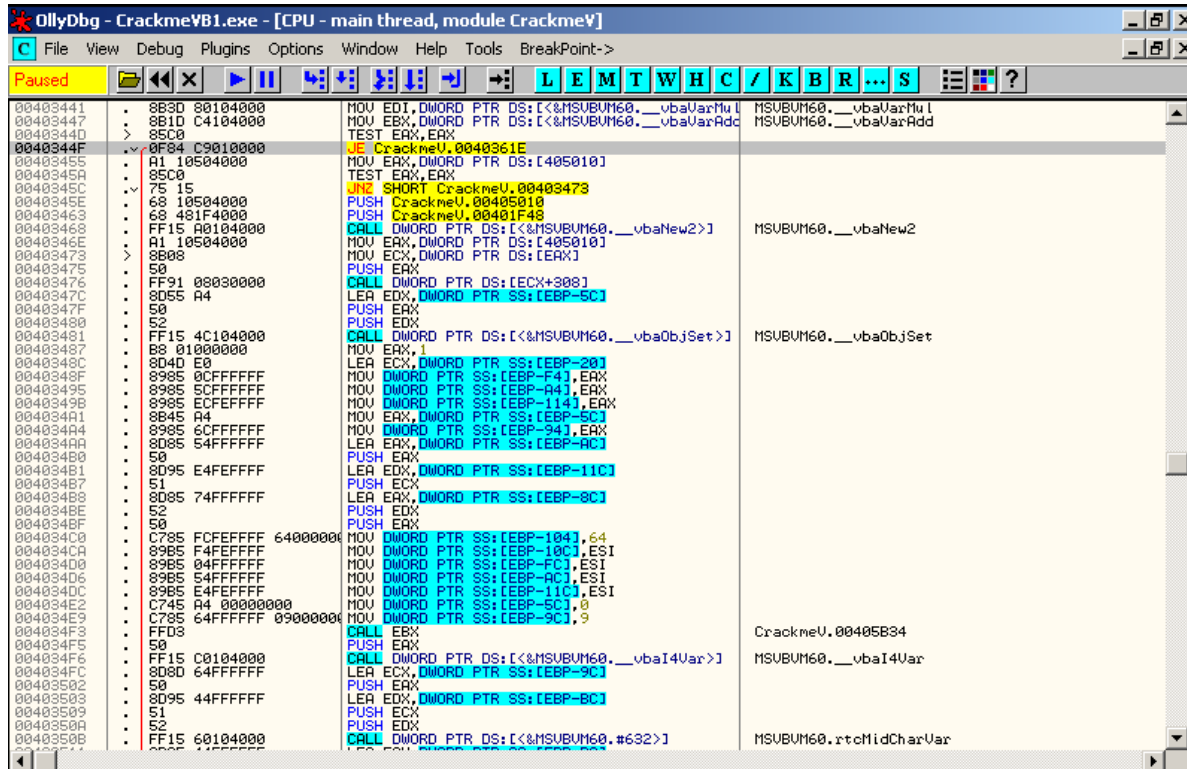 OllyDbg - CrackmeVB1.exe - [CPU - main thread, module CrackmeV]
C File View Debug Plugins Options Window Help Tools BreakPoint->
Paused L E M T W H C / K B R ... S ?
00403441 . 8B3D 80104000 MOV EDI,DWORD PTR DS:[<&MSVBVM60.__vbaVarMul MSVBVM60.__vbaVarMul
00403447 . 8B1D C4104000 MOV EBX,DWORD PTR DS:[<&MSVBVM60.__vbaVarAdd MSVBVM60.__vbaVarAdd
0040344D > 85C0 TEST EAX,EAX
0040344F .v 0F84 C9010000 JE CrackmeV.0040361E
00403455 . A1 10504000 MOV EAX,DWORD PTR DS:[405010]
0040345A . 85C0 TEST EAX,EAX
0040345C .v 75 15 JNZ SHORT CrackmeV.00403473
0040345E . 68 10504000 PUSH CrackmeV.00405010
00403463 . 68 481F4000 PUSH CrackmeV.00401F48
00403468 . FF15 A0104000 CALL DWORD PTR DS:[<&MSVBVM60.__vbaNew2>] MSVBVM60.__vbaNew2
0040346E . A1 10504000 MOV EAX,DWORD PTR DS:[405010]
00403473 > 8B08 MOV ECX,DWORD PTR DS:[EAX]
00403475 . 50 PUSH EAX
00403476 . FF91 08030000 CALL DWORD PTR DS:[ECX+308]
0040347C . 8D55 A4 LEA EDX,DWORD PTR SS:[EBP-5C]
0040347F . 50 PUSH EAX
00403480 . 52 PUSH EDX
00403481 . FF15 4C104000 CALL DWORD PTR DS:[<&MSVBVM60.__vbaObjSet>] MSVBVM60.__vbaObjSet
00403487 . B8 01000000 MOV EAX,1
0040348C . 8D4D E0 LEA ECX,DWORD PTR SS:[EBP-20]
0040348F . 8985 0CFFFFFF MOV DWORD PTR SS:[EBP-F4],EAX
00403495 . 8985 5CFFFFFF MOV DWORD PTR SS:[EBP-A4],EAX
0040349B . 8985 ECFEFFFF MOV DWORD PTR SS:[EBP-114],EAX
004034A1 . 8B45 A4 MOV EAX,DWORD PTR SS:[EBP-5C]
004034A4 . 8985 6CFFFFFF MOV DWORD PTR SS:[EBP-94],EAX
004034AA . 8D85 54FFFFFF LEA EAX,DWORD PTR SS:[EBP-AC]
004034B0 . 50 PUSH EAX
004034B1 . 8D95 E4FEFFFF LEA EDX,DWORD PTR SS:[EBP-11C]
004034B7 . 51 PUSH ECX
004034B8 . 8D85 74FFFFFF LEA EAX,DWORD PTR SS:[EBP-8C]
004034BE . 52 PUSH EDX
004034BF . 50 PUSH EAX
004034C0 . C785 FCFEFFFF 6400000 MOV DWORD PTR SS:[EBP-104],64
004034CA . 89B5 F4FEFFFF MOV DWORD PTR SS:[EBP-10C],ESI
004034D0 . 89B5 04FFFFFF MOV DWORD PTR SS:[EBP-FC],ESI
004034D6 . 89B5 54FFFFFF MOV DWORD PTR SS:[EBP-AC],ESI
004034DC . 89B5 E4FEFFFF MOV DWORD PTR SS:[EBP-11C],ESI
004034E2 . C745 A4 00000000 MOV DWORD PTR SS:[EBP-5C],0
004034E9 . C785 64FFFFFF 0900000 MOV DWORD PTR SS:[EBP-9C],9
004034F3 . FFD3 CALL EBX CrackmeV.00405B34
004034F5 . 50 PUSH EAX
004034F6 . FF15 C0104000 CALL DWORD PTR DS:[<&MSVBVM60.__vbaI4Var>] MSVBVM60.__vbaI4Var
004034FC . 8D8D 64FFFFFF LEA ECX,DWORD PTR SS:[EBP-9C]
00403502 . 50 PUSH EAX
00403503 . 8D95 44FFFFFF LEA EDX,DWORD PTR SS:[EBP-BC]
00403509 . 51 PUSH ECX
0040350A . 52 PUSH EDX
0040350B . FF15 60104000 CALL DWORD PTR DS:[<&MSVBVM60.#632>] MSVBVM60.rtcMidCharVar